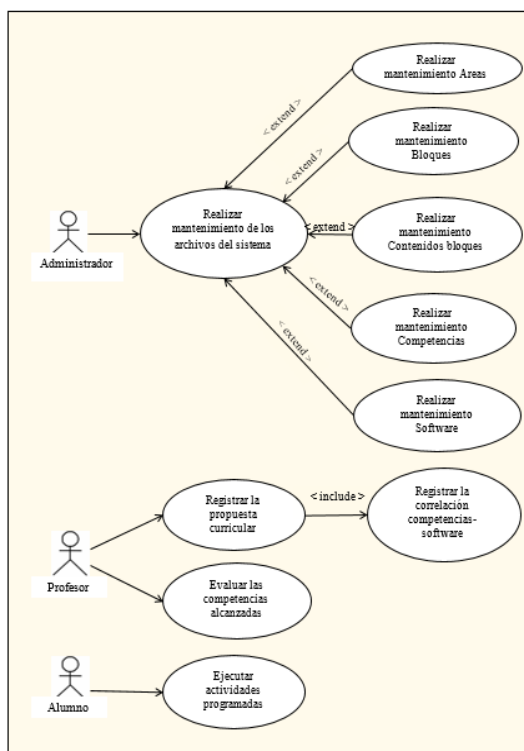 Realizar
mantenimiento Areas
< extend >
Realizar
mantenimiento
Bloques
< extend >
Realizar
mantenimiento de los
archivos del sistema
< extend >
Realizar
mantenimiento
Contenidos bloques
Administrador
< extend >
Realizar
mantenimiento
Competencias
< extend >
Realizar
mantenimiento
Software
Registrar la
propuesta
curricular
< include >
Registrar la
correlación
competencias-
software
Profesor
Evaluar las
competencias
alcanzadas
Ejecutar
actividades
programadas
Alumno